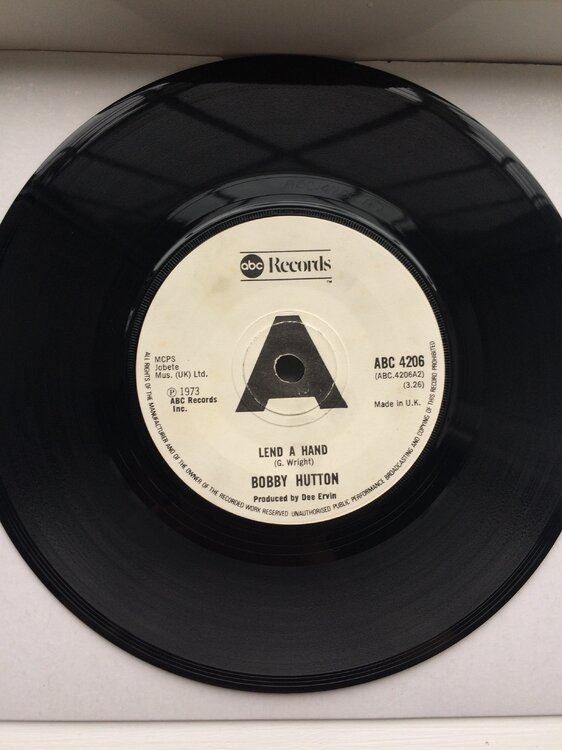 abc Records
TM
MCPS
Jobete
Mus. (UK) Ltd.
℗ 1973
ABC Records
Inc.
A
ABC 4206
(ABC.4206A2)
(3.26)
Made in U.K.
LEND A HAND
(G. Wright)
BOBBY HUTTON
Produced by Dee Ervin
ALL RIGHTS OF THE MANUFACTURER AND OF THE OWNER OF THE RECORDED WORK RESERVED UNAUTHORISED PUBLIC PERFORMANCE BROADCASTING AND COPYING OF THIS RECORD PROHIBITED